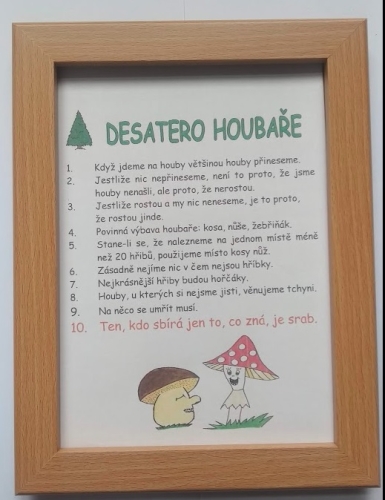 DESATERO HOUBAŘE
1. Když jdeme na houby většinou houby přineseme.
2. Jestliže nic nepřineseme, není to proto, že jsme
houby nenašli, ale proto, že nerostou.
3. Jestliže rostou a my nic neneseme, je to proto,
že rostou jinde.
4. Povinná výbava houbaře: kosa, nůše, žebřiňák.
5. Stane-li se, že nalezneme na jednom místě méně
než 20 hřibů, použijeme místo kosy nůž.
6. Zásadně nejíme nic v čem nejsou hříbky.
7. Nejkrásnější hřiby budou hořčáky.
8. Houby, u kterých si nejsme jisti, věnujeme tchyni.
9. Na něco se umřít musí.
10. Ten, kdo sbírá jen to, co zná, je srab.